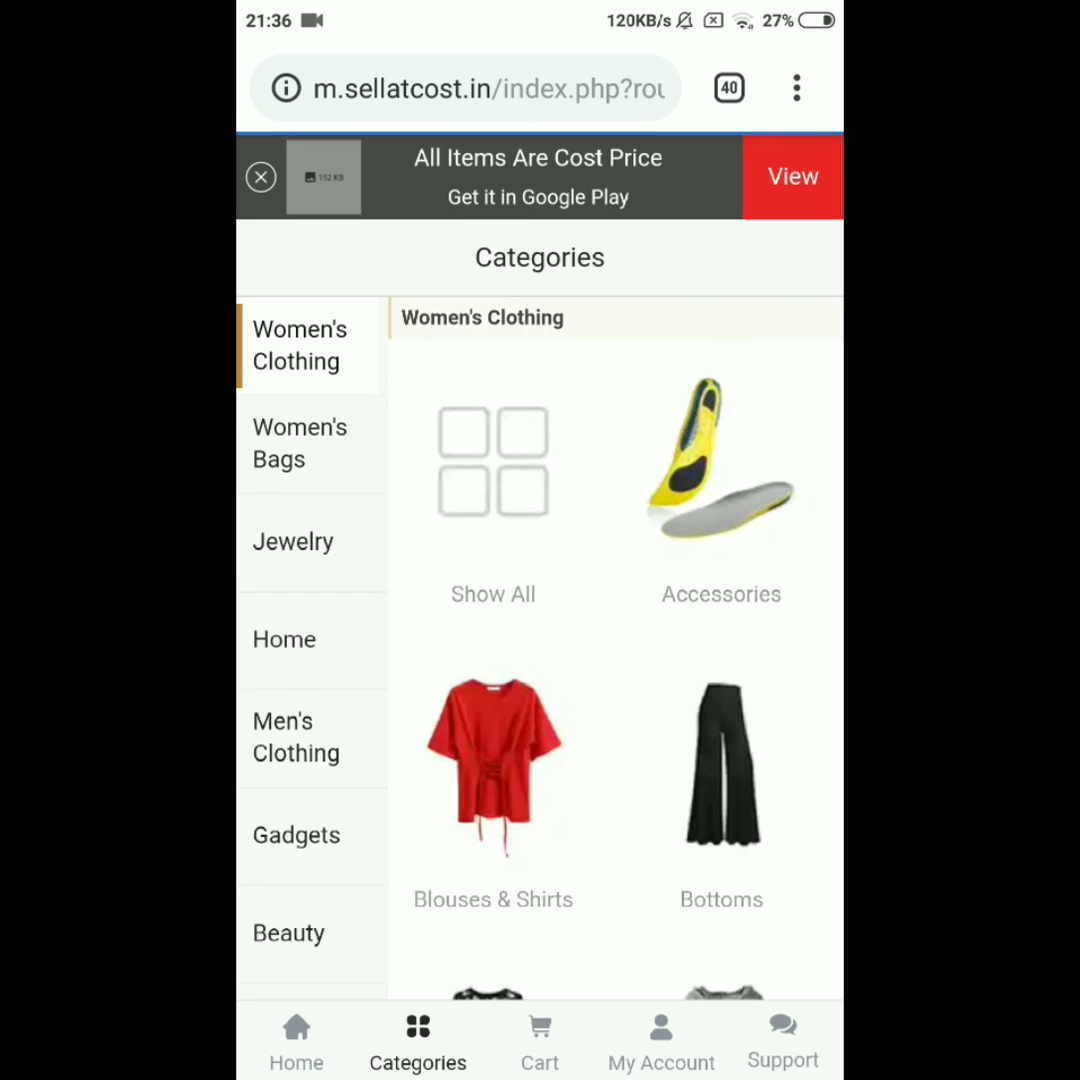 21:36
120KB/s 27%
m.sellatcost.in/index.php?rou
40
152 KB
All Items Are Cost Price
Get it in Google Play
View
Categories
Women's
Clothing
Women's
Bags
Jewelry
Home
Men's
Clothing
Gadgets
Beauty
Women's Clothing
Show All
Accessories
Blouses & Shirts
Bottoms
Home
Categories
Cart
My Account
Support